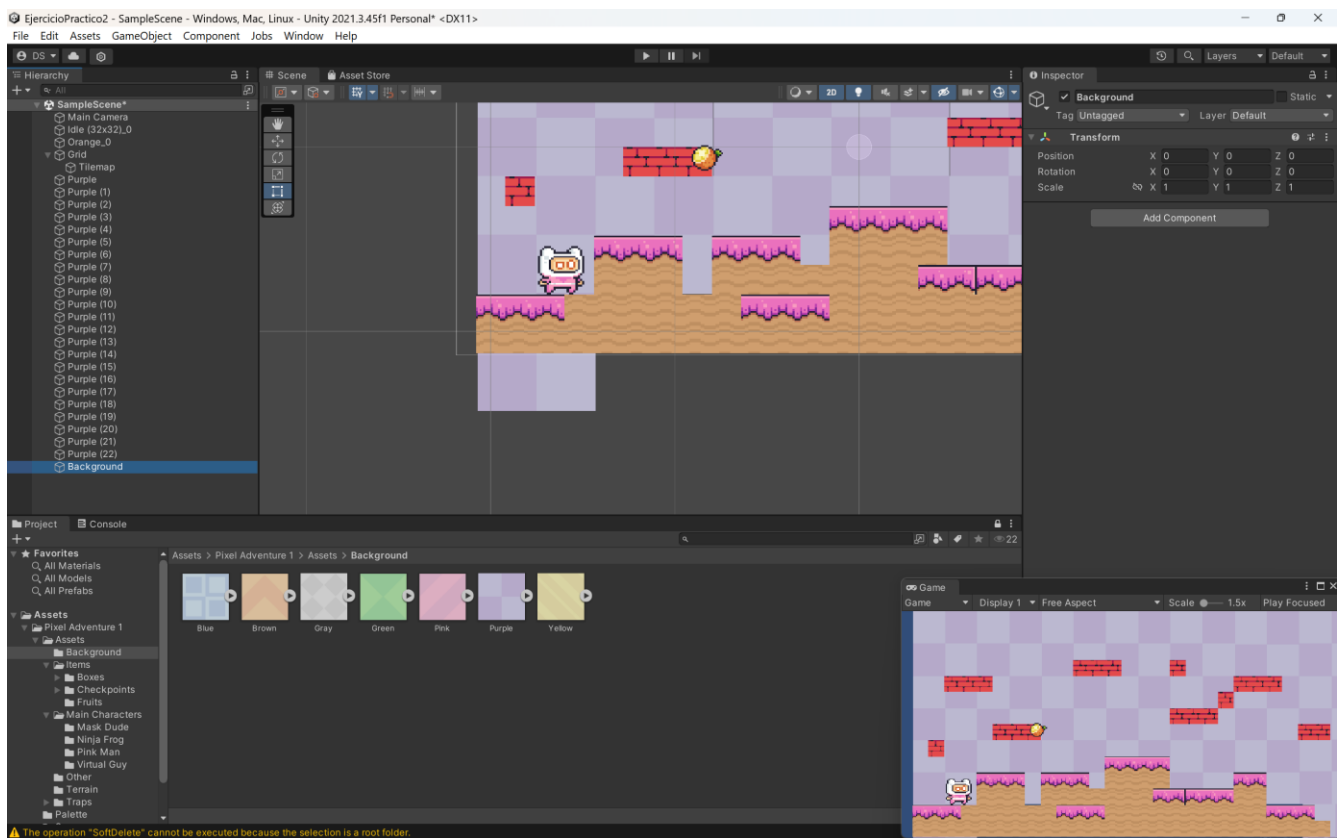 EjercicioPractico2 - SampleScene - Windows, Mac, Linux - Unity 2021.3.45f1 Personal* <DX11>
File Edit Assets GameObject Component Jobs Window Help
DS
Layers Default
Hierarchy
All
SampleScene*
Main Camera
Idle (32x32)_0
Orange_0
Grid
Tilemap
Purple
Purple (1)
Purple (2)
Purple (3)
Purple (4)
Purple (5)
Purple (6)
Purple (7)
Purple (8)
Purple (9)
Purple (10)
Purple (11)
Purple (12)
Purple (13)
Purple (14)
Purple (15)
Purple (16)
Purple (17)
Purple (18)
Purple (19)
Purple (20)
Purple (21)
Purple (22)
Background
Scene Asset Store
2D
Inspector
Background Static
Tag Untagged Layer Default
Transform
Position X 0 Y 0 Z 0
Rotation X 0 Y 0 Z 0
Scale X 1 Y 1 Z 1
Add Component
Project Console
22
Favorites
All Materials
All Models
All Prefabs
Assets
Pixel Adventure 1
Assets
Background
Items
Boxes
Checkpoints
Fruits
Main Characters
Mask Dude
Ninja Frog
Pink Man
Virtual Guy
Other
Terrain
Traps
Palette
Assets > Pixel Adventure 1 > Assets > Background
Blue Brown Gray Green Pink Purple Yellow
Game
Game Display 1 Free Aspect Scale 1.5x Play Focused
The operation "SoftDelete" cannot be executed because the selection is a root folder.